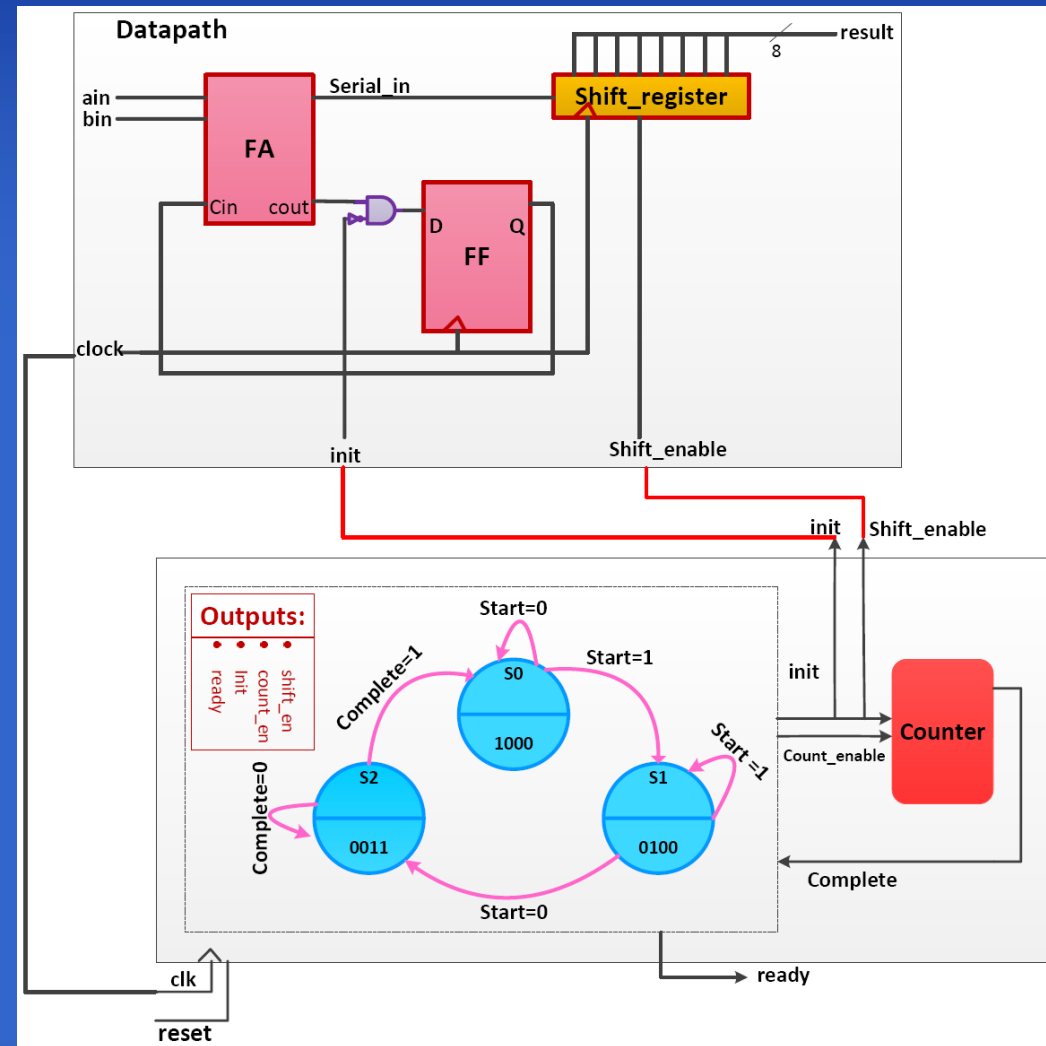 Datapath
result
8
ain
bin
Serial_in
Shift_register
FA
Cin
cout
D
Q
FF
clock
init
Shift_enable
init
Shift_enable
Outputs:
ready
Init
count_en
shift_en
Start=0
Start=1
Complete=1
S0
1000
Start =1
S2
0011
S1
0100
Complete=0
Start=0
init
Count_enable
Counter
Complete
ready
clk
reset